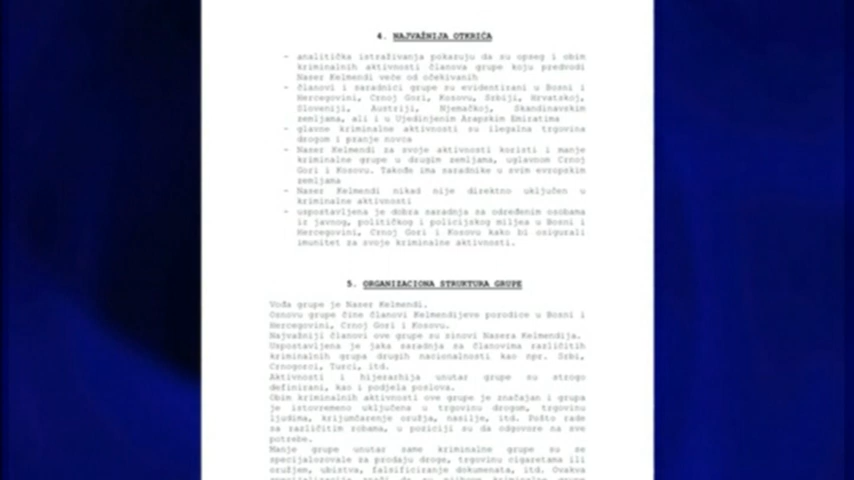 4. NAJVAŽNIJA OTKRIĆA
- analitička istraživanja pokazuju da su opseg i obim
kriminalnih aktivnosti članova grupe koju predvodi
Naser Kelmendi veće od očekivanih
- članovi i saradnici grupe su evidentirani u Bosni i
Hercegovini, Crnoj Gori, Kosovu, Srbiji, Hrvatskoj,
Sloveniji, Austriji, Njemačkoj, Skandinavskim
zemljama, ali i u Ujedinjenim Arapskim Emiratima
- glavne kriminalne aktivnosti su ilegalna trgovina
drogom i pranje novca
- Naser Kelmendi za svoje aktivnosti koristi i manje
kriminalne grupe u drugim zemljama, uglavnom Crnoj
Gori i Kosovu. Takođe ima saradnike u svim evropskim
zemljama
- Naser Kelmendi nikad nije direktno uključen u
kriminalne aktivnosti
- uspostavljena je dobra saradnja sa određenim osobama
iz javnog, političkog i policijskog miljea u Bosni i
Hercegovini, Crnoj Gori i Kosovu kako bi osigurali
imunitet za svoje kriminalne aktivnosti.
5. ORGANIZACIONA STRUKTURA GRUPE
Vođa grupe je Naser Kelmendi.
Osnovu grupe čine članovi Kelmendijeve porodice u Bosni i
Hercegovini, Crnoj Gori i Kosovu.
Najvažniji članovi ove grupe su sinovi Nasera Kelmendija.
Uspostavljena je jaka saradnja sa članovima različitih
kriminalnih grupa drugih nacionalnosti kao npr. Srbi,
Crnogorci, Turci, itd.
Aktivnosti i hijerarhija unutar grupe su strogo
definirani, kao i podjela poslova.
Obim kriminalnih aktivnosti ove grupe je značajan i grupa
je istovremeno uključena u trgovinu drogom, trgovinu
ljudima, krijumčarenje oružja, nasilje, itd. Pošto rade
sa različitim robama, u poziciji su da odgovore na sve
potrebe.
Manje grupe unutar same kriminalne grupe su se
specijalizovale za prodaju droge, trgovinu cigaretama ili
oružjem, ubistva, falsificiranje dokumenata, itd. Ovakva